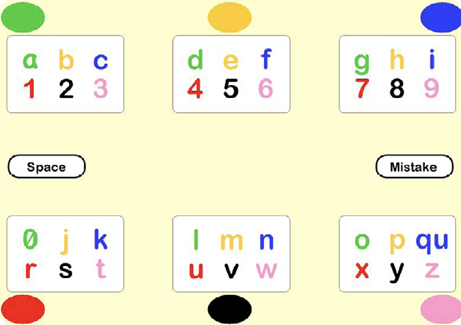 a b c d e f g h i
1 2 3 4 5 6 7 8 9
Space Mistake
0 j k l m n o p qu
r s t u v w x y z